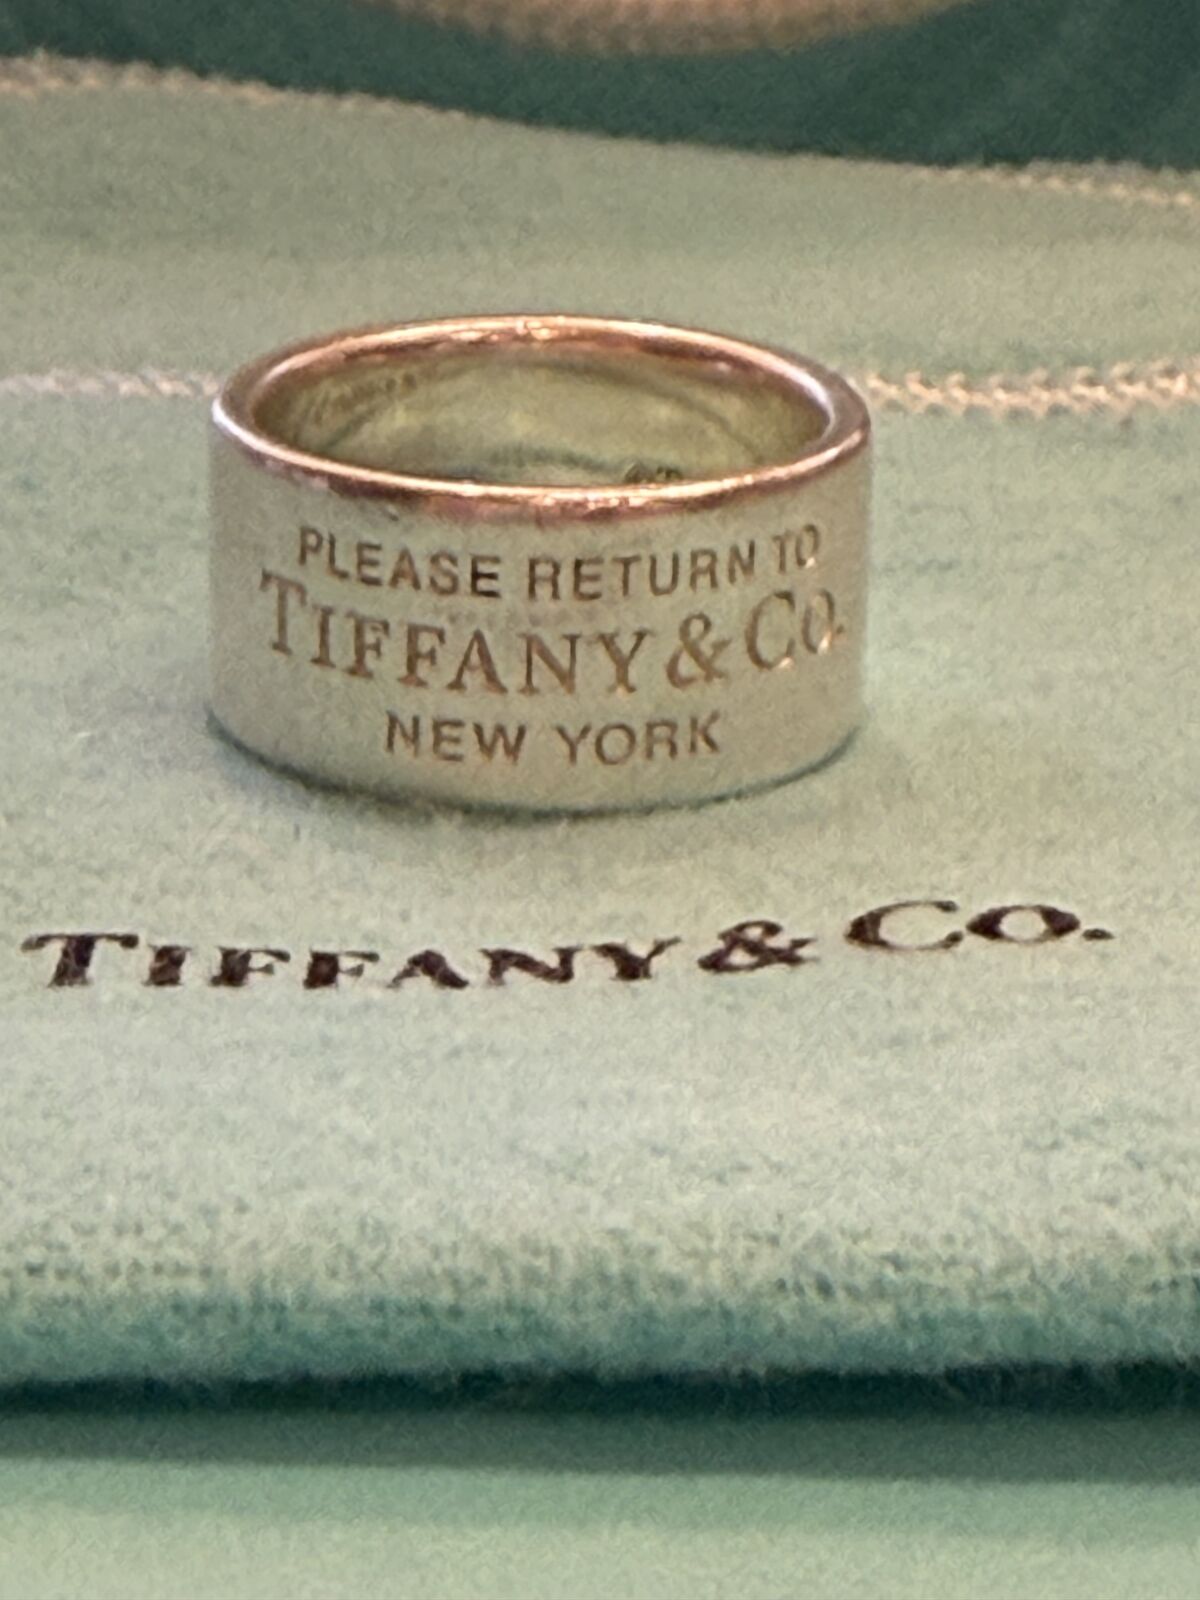 PLEASE RETURN TO
TIFFANY & CO.
NEW YORK
TIFFANY & CO.